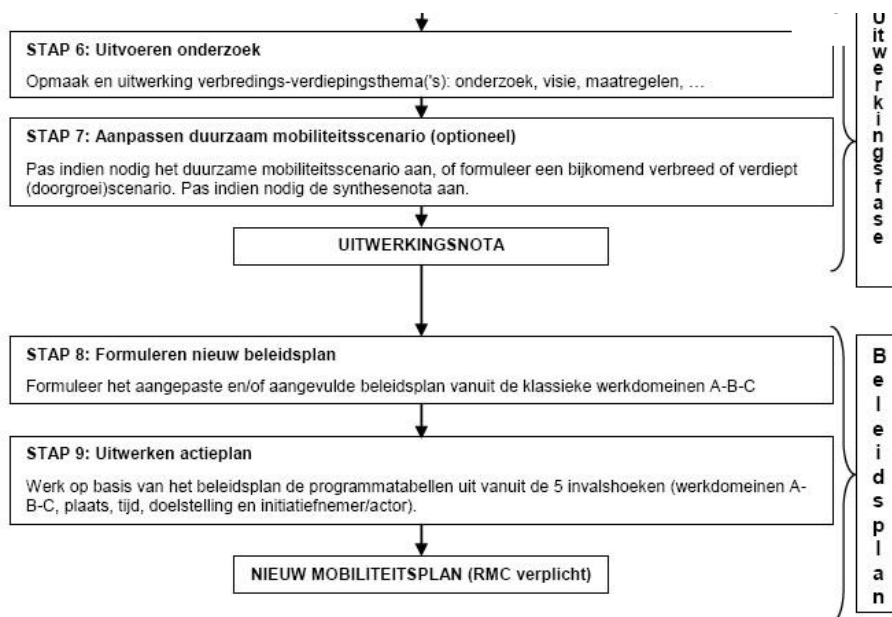 STAP 6: Uitvoeren onderzoek
Opmaak en uitwerking verbredings-verdiepingsthema('s): onderzoek, visie, maatregelen, …
STAP 7: Aanpassen duurzaam mobiliteitsscenario (optioneel)
Pas indien nodig het duurzame mobiliteitsscenario aan, of formuleer een bijkomend verbreed of verdiept
(doorgroei)scenario. Pas indien nodig de synthesenota aan.
UITWERKINGSNOTA
Uitwerkingsfase
STAP 8: Formuleren nieuw beleidsplan
Formuleer het aangepaste en/of aangevulde beleidsplan vanuit de klassieke werkdomeinen A-B-C
STAP 9: Uitwerken actieplan
Werk op basis van het beleidsplan de programmatabellen uit vanuit de 5 invalshoeken (werkdomeinen A-
B-C, plaats, tijd, doelstelling en initiatiefnemer/actor).
NIEUW MOBILITEITSPLAN (RMC verplicht)
Beleidsplan